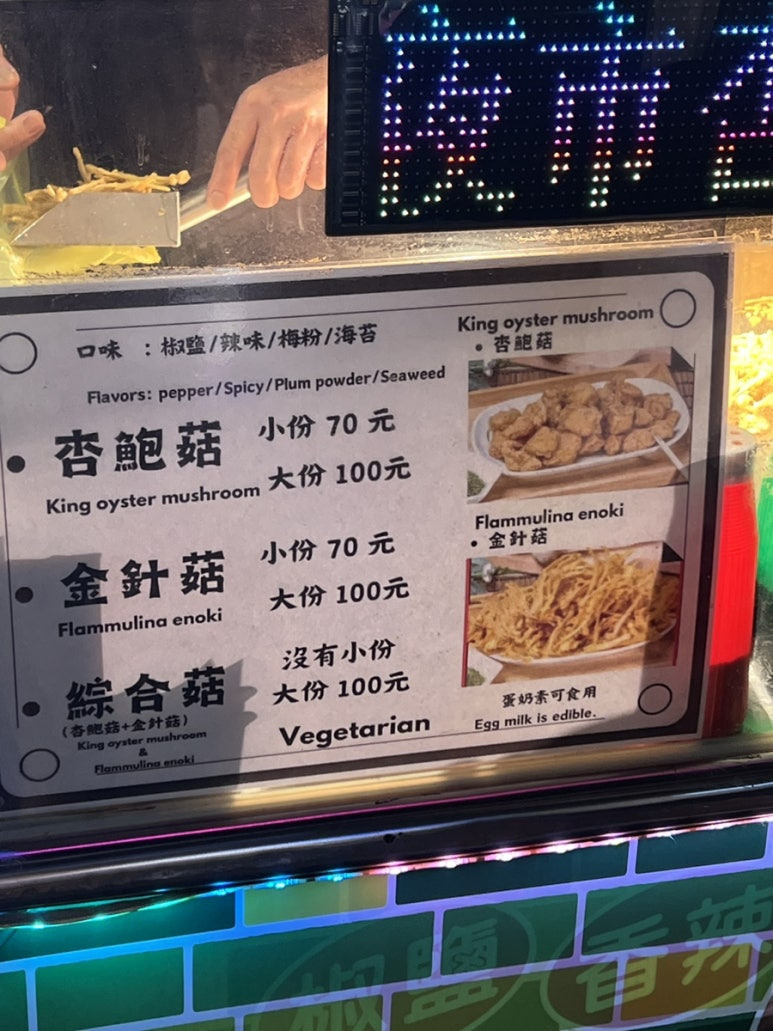 夜市
口味 : 椒鹽/辣味/梅粉/海苔
Flavors: pepper/Spicy/Plum powder/Seaweed
杏鮑菇
King oyster mushroom
小份 70 元
大份 100元
金針菇
Flammulina enoki
小份 70 元
大份 100元
綜合菇
(杏鮑菇+金針菇)
King oyster mushroom
&
Flammulina enoki
沒有小份
大份 100元
Vegetarian
King oyster mushroom
• 杏鮑菇
Flammulina enoki
• 金針菇
蛋奶素可食用
Egg milk is edible.
椒鹽
香辣